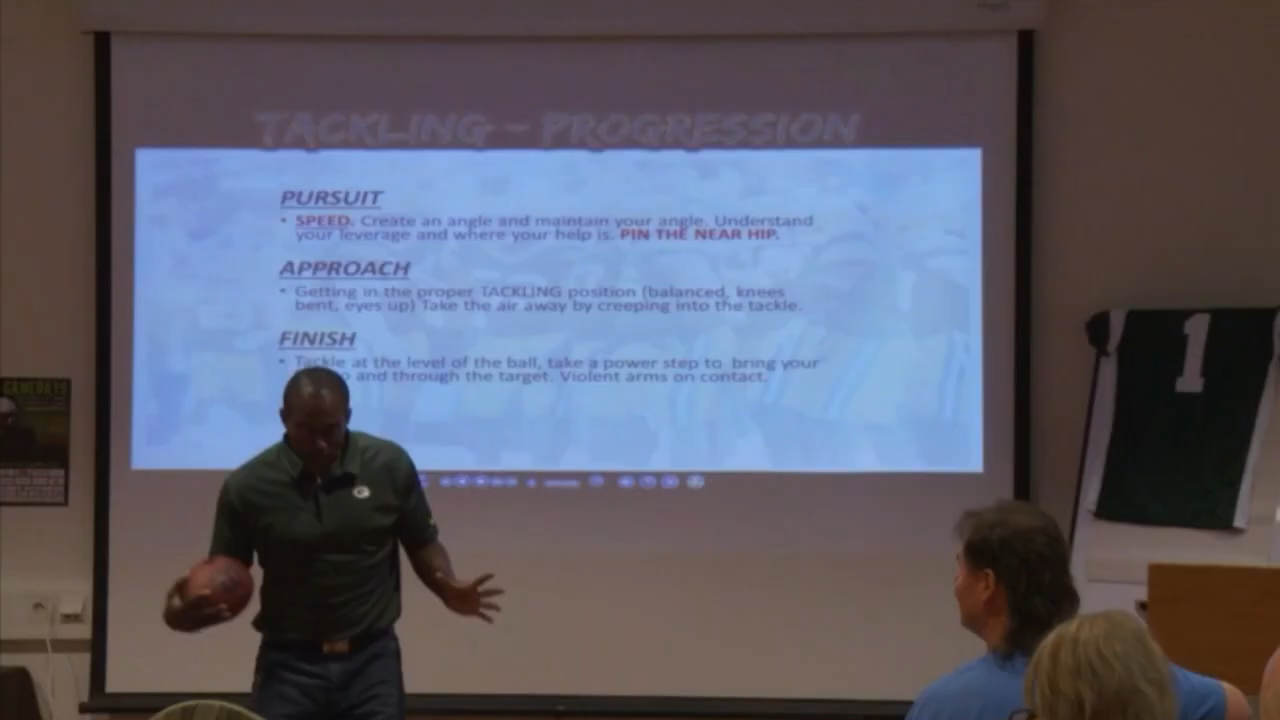 TACKLING - PROGRESSION
PURSUIT
• SPEED. Create an angle and maintain your angle. Understand
your leverage and where your help is. PIN THE NEAR HIP.
APPROACH
• Getting in the proper TACKLING position (balanced, knees
bent, eyes up) Take the air away by creeping into the tackle.
FINISH
• Tackle at the level of the ball, take a power step to bring your
and through the target. Violent arms on contact.
1
G